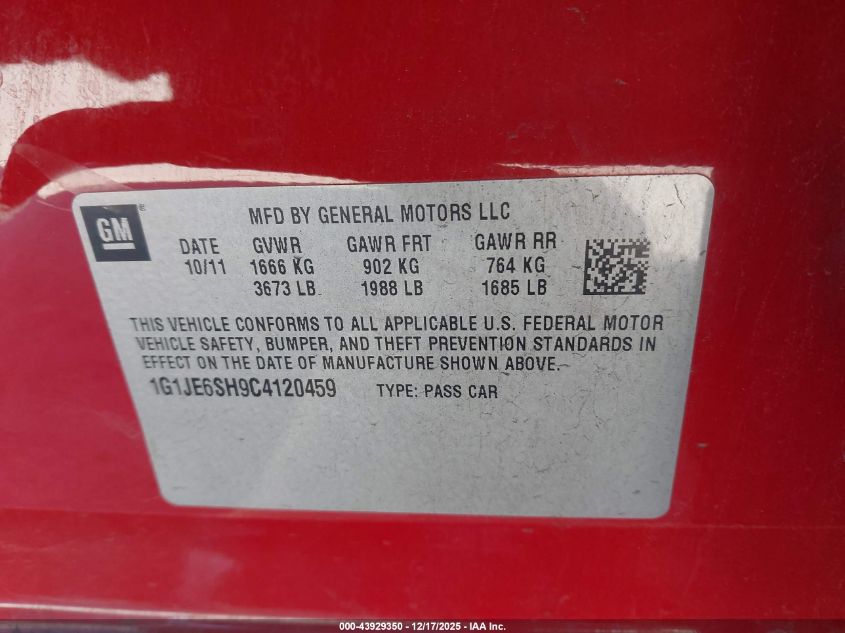 GM®
MFD BY GENERAL MOTORS LLC
DATE GVWR GAWR FRT GAWR RR
10/11 1666 KG 902 KG 764 KG
3673 LB 1988 LB 1685 LB
THIS VEHICLE CONFORMS TO ALL APPLICABLE U.S. FEDERAL MOTOR
VEHICLE SAFETY, BUMPER, AND THEFT PREVENTION STANDARDS IN
EFFECT ON THE DATE OF MANUFACTURE SHOWN ABOVE.
1G1JE6SH9C4120459 TYPE: PASS CAR
000-43929350 - 12/17/2025 - IAA Inc.